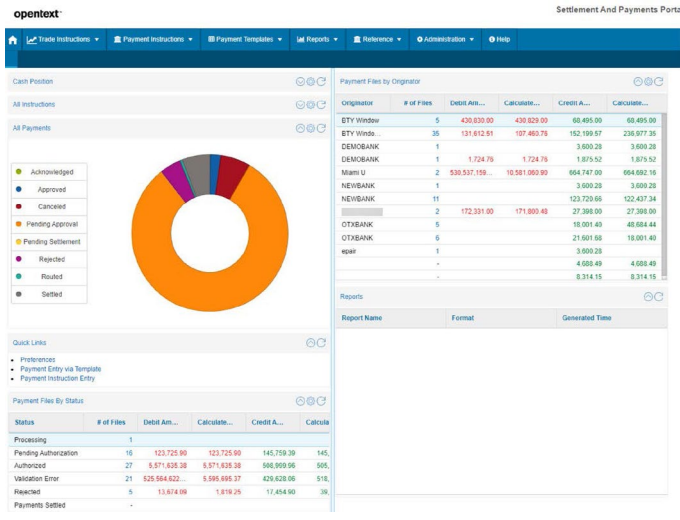 opentext™
Settlement And Payments Porta
Trade Instructions
Payment Instructions
Payment Templates
Reports
Reference
Administration
Help
Cash Position
All Instructions
All Payments
Acknowledged
Approved
Canceled
Pending Approval
Pending Settlement
Rejected
Routed
Settled
Quick Links
Preferences
Payment Entry via Template
Payment Instruction Entry
Payment Files By Status
Status # of Files Debit Am... Calculate... Credit A... Calcula
Processing 1
Pending Authorization 16 123,725.90 123,725.90 145,759.39 145,
Authorized 27 5,571,635.38 5,571,635.38 505,
Validation Error 21 525,564,622... 5,595,695.37 429,628.06 518,
Rejected 5 13,674.09 1,819.25 17,454.90 39,
Payments Settled -
Payment Files by Originator
Originator # of Files Debit Am... Calculate... Credit A... Calculate...
BTY Window 5 430,830.00 430,829.00 68,495.00 68,495.00
BTY Windo... 35 131,612.51 107,460.76 152,199.57 236,977.36
DEMOBANK 1 3,600.28 3,600.28
DEMOBANK 1 1,724.76 1,724.76 1,875.52 1,875.52
Miami U 2 530,537,159... 10,581,060.90 664,747.00 664,692.16
NEWBANK 1 3,600.28 3,600.28
NEWBANK 11 123,720.66 122,437.34
2 172,331.00 171,800.48 27,398.00 27,398.00
OTXBANK 5 18,001.40 48,684.44
OTXBANK 6 21,601.68 18,001.40
epair 1 3,600.28
- 4,688.49 4,688.49
- 8,314.15 8,314.15
Reports
Report Name Format Generated Time